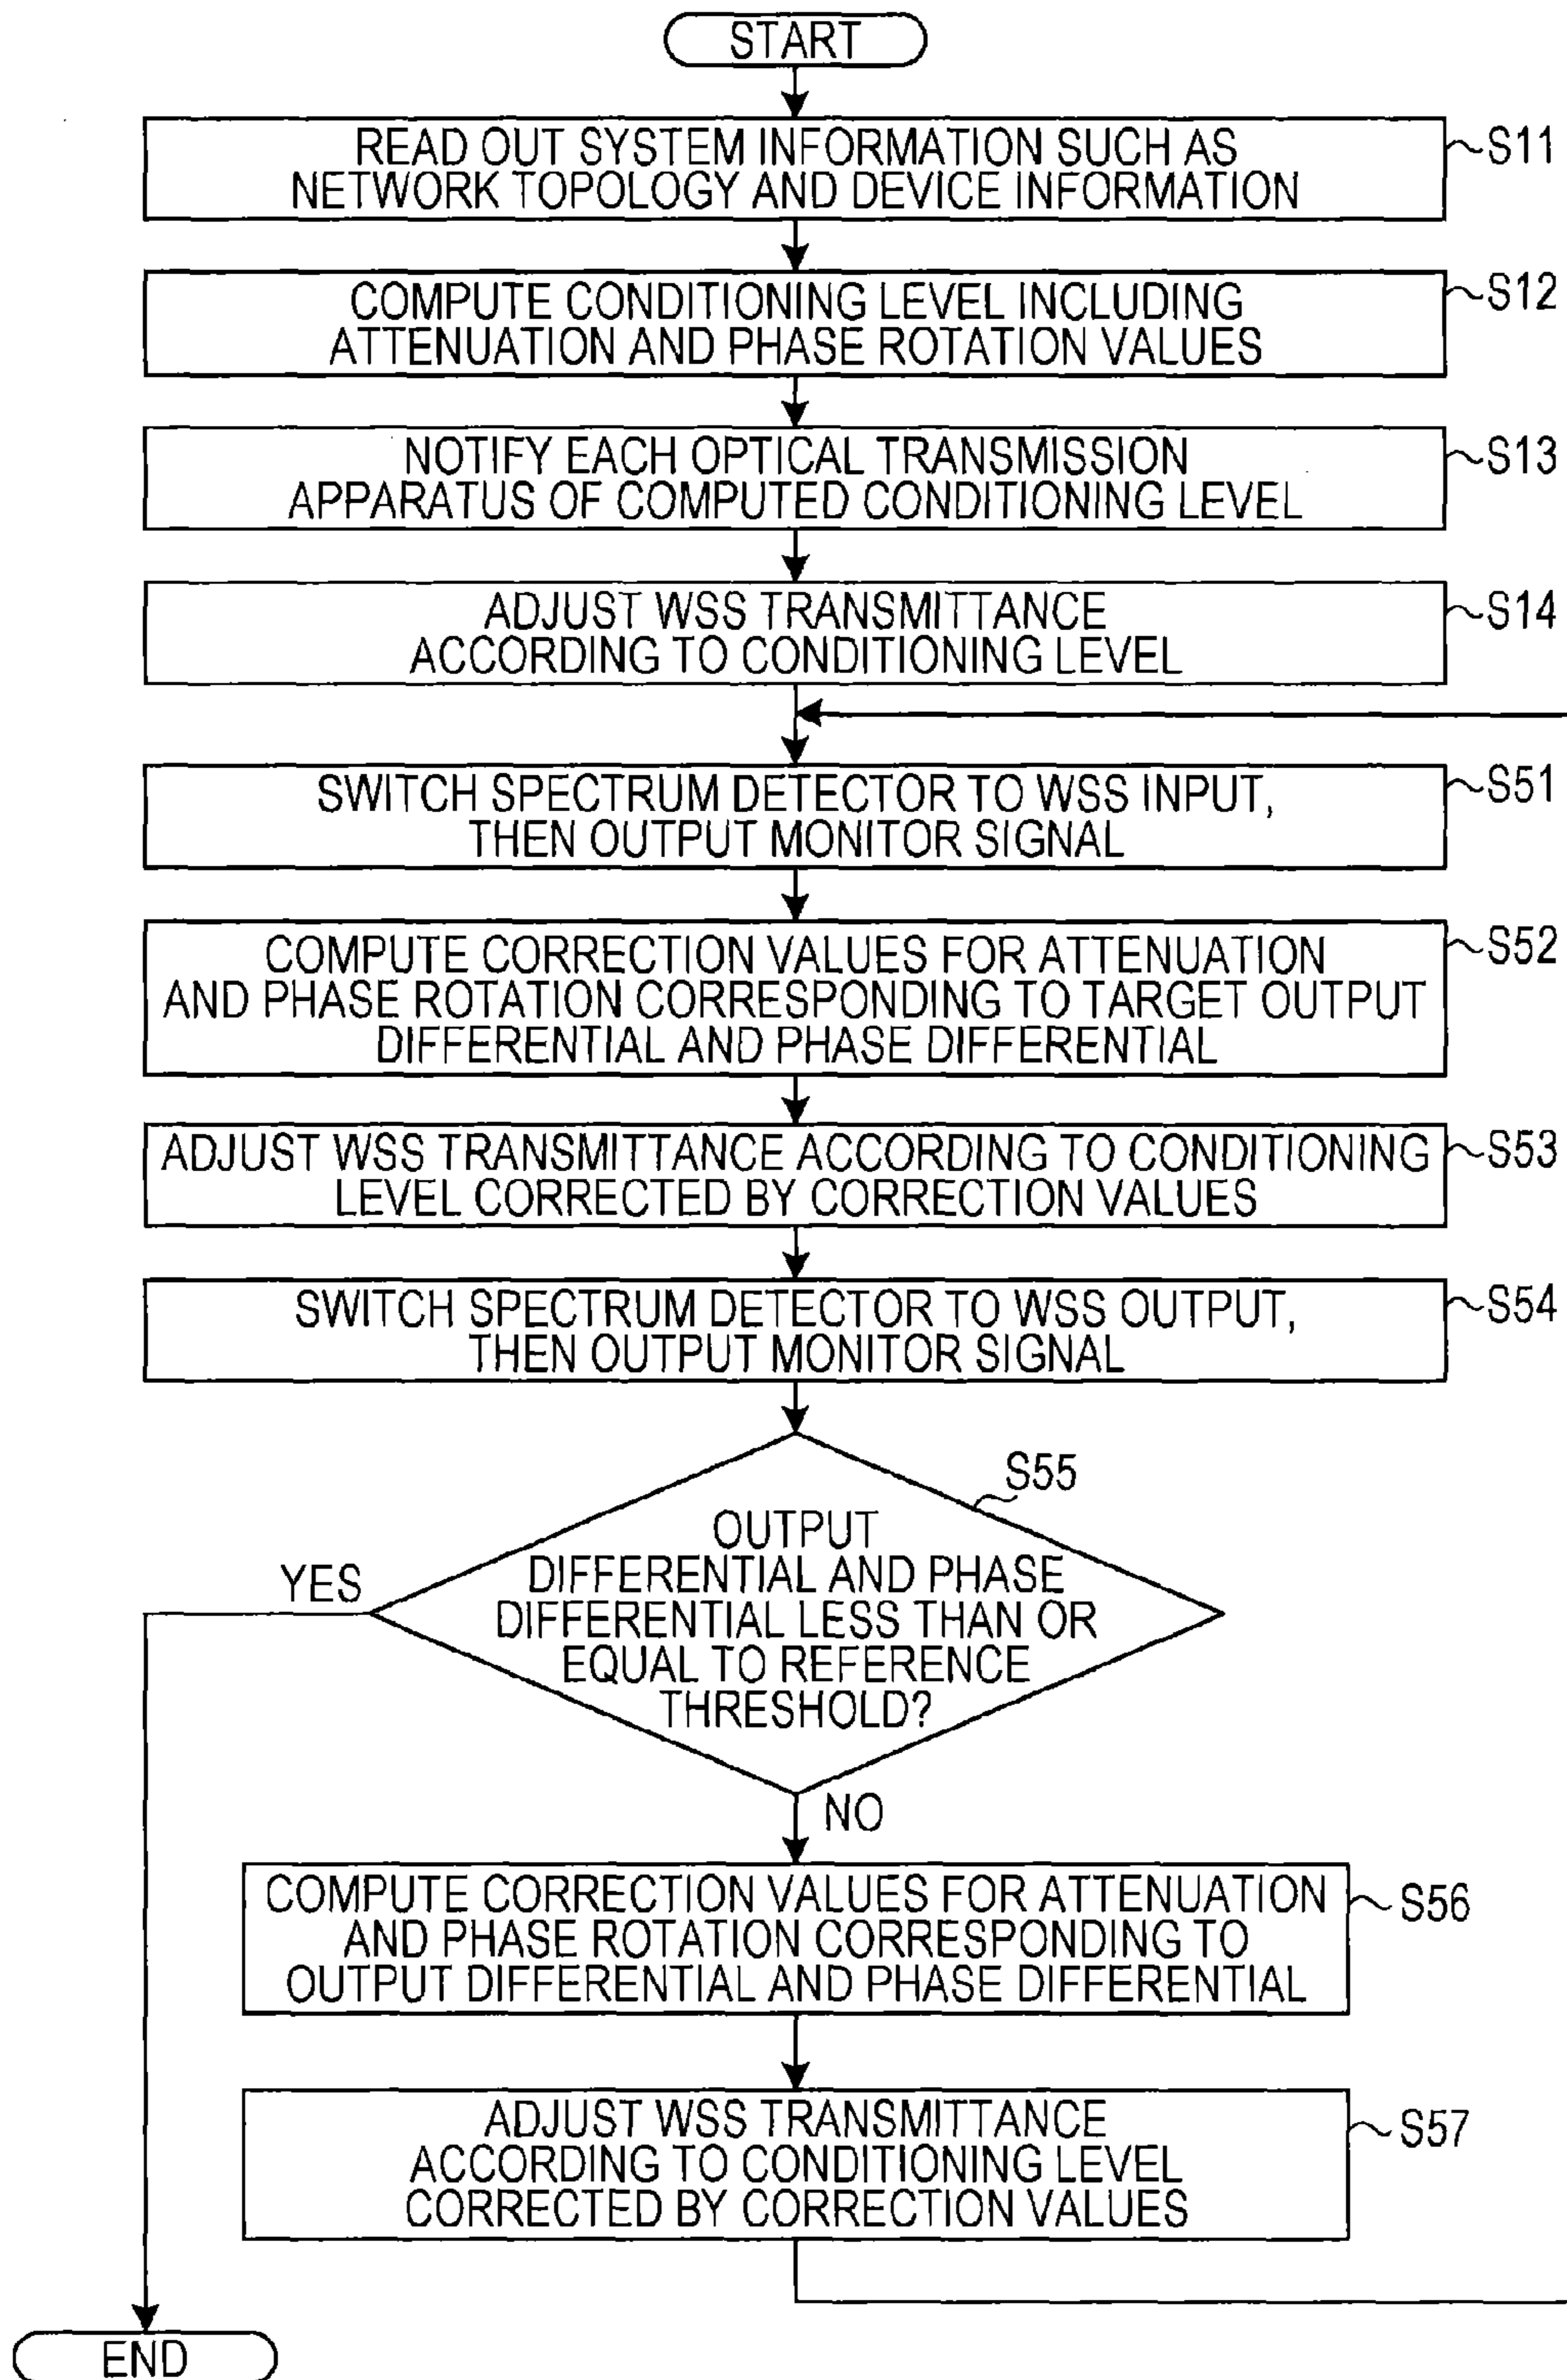 START
READ OUT SYSTEM INFORMATION SUCH AS
NETWORK TOPOLOGY AND DEVICE INFORMATION
S11
COMPUTE CONDITIONING LEVEL INCLUDING
ATTENUATION AND PHASE ROTATION VALUES
S12
NOTIFY EACH OPTICAL TRANSMISSION
APPARATUS OF COMPUTED CONDITIONING LEVEL
S13
ADJUST WSS TRANSMITTANCE
ACCORDING TO CONDITIONING LEVEL
S14
SWITCH SPECTRUM DETECTOR TO WSS INPUT,
THEN OUTPUT MONITOR SIGNAL
S51
COMPUTE CORRECTION VALUES FOR ATTENUATION
AND PHASE ROTATION CORRESPONDING TO TARGET OUTPUT
DIFFERENTIAL AND PHASE DIFFERENTIAL
S52
ADJUST WSS TRANSMITTANCE ACCORDING TO CONDITIONING
LEVEL CORRECTED BY CORRECTION VALUES
S53
SWITCH SPECTRUM DETECTOR TO WSS OUTPUT,
THEN OUTPUT MONITOR SIGNAL
S54
S55
OUTPUT
DIFFERENTIAL AND PHASE
DIFFERENTIAL LESS THAN OR
EQUAL TO REFERENCE
THRESHOLD?
YES
NO
COMPUTE CORRECTION VALUES FOR ATTENUATION
AND PHASE ROTATION CORRESPONDING TO
OUTPUT DIFFERENTIAL AND PHASE DIFFERENTIAL
S56
ADJUST WSS TRANSMITTANCE
ACCORDING TO CONDITIONING LEVEL
CORRECTED BY CORRECTION VALUES
S57
END